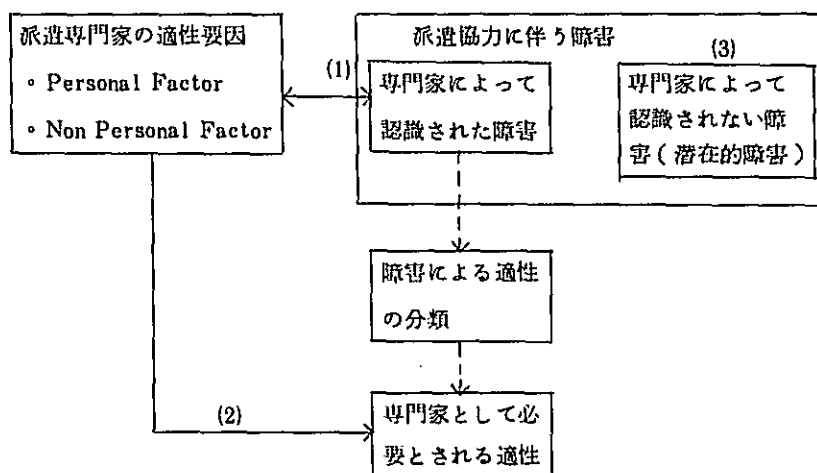 派遣専門家の適性要因
◦ Personal Factor
◦ Non Personal Factor
(1)
派遣協力に伴う障害
専門家によって
認識された障害
(3)
専門家によって
認識されない障
害(潜在的障害)
障害による適性
の分類
(2)
専門家として必
要とされる適性